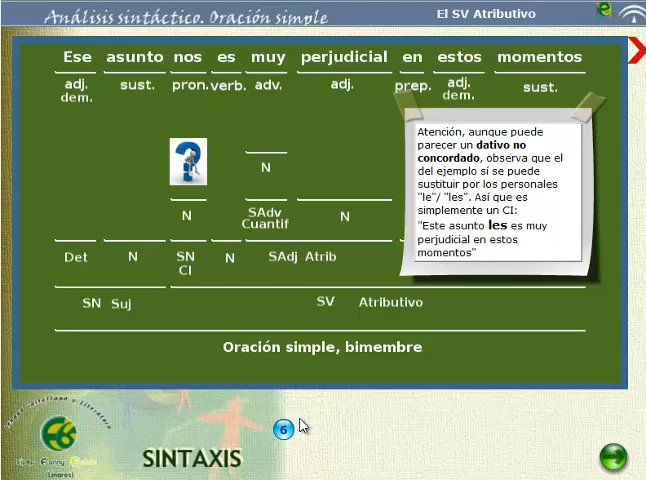 Análisis sintáctico. Oración simple
El SV Atributivo
Ese asunto nos es muy perjudicial en estos momentos
adj. dem. sust. pron. verb. adv. adj. prep. adj. dem. sust.
N
N SAdv Cuantif N
Det N SN CI N SAdj Atrib
SN Suj SV Atributivo
Oración simple, bimembre
Atención, aunque puede
parecer un dativo no
concordado, observa que el
del ejemplo sí se puede
sustituir por los personales
"le"/ "les". Así que es
simplemente un CI:
"Este asunto les es muy
perjudicial en estos
momentos"
Lengua castellana y Literatura
(Linares)
SINTAXIS
6